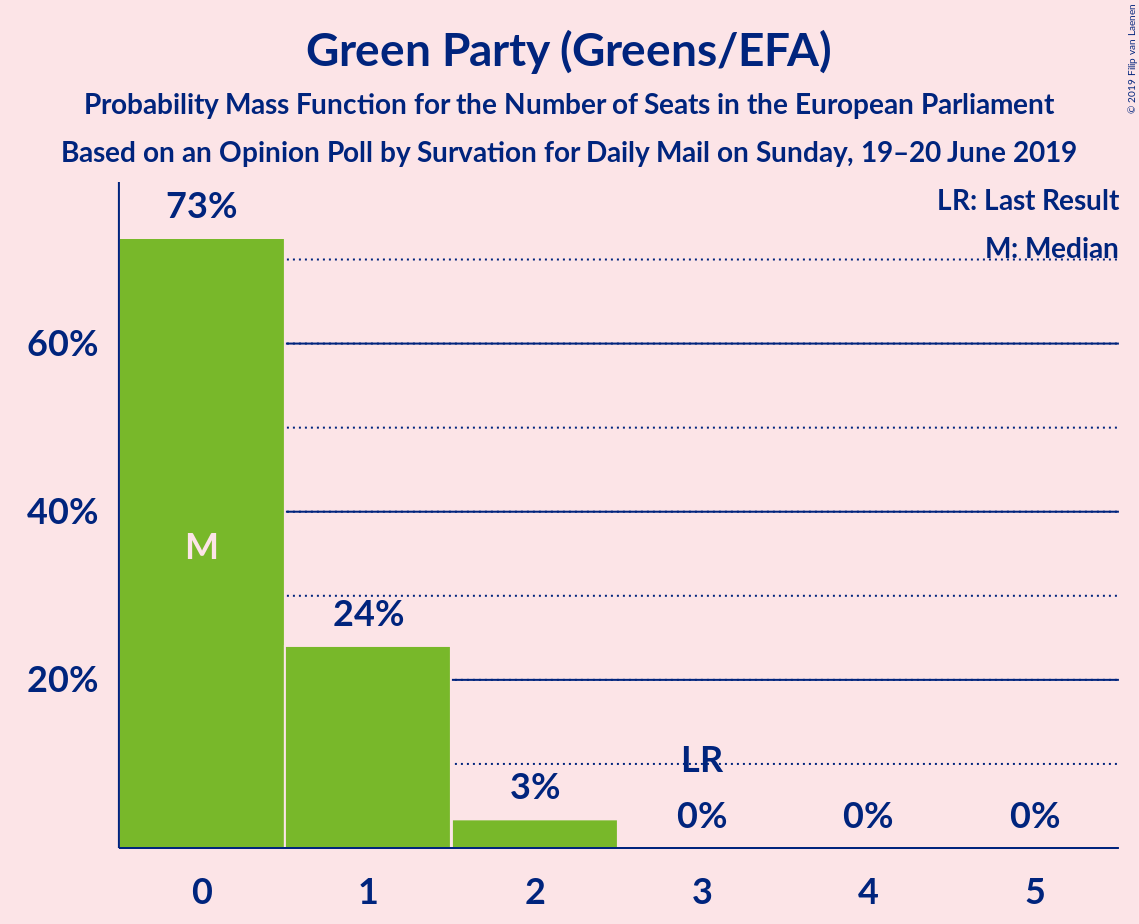 Green Party (Greens/EFA)
Probability Mass Function for the Number of Seats in the European Parliament
Based on an Opinion Poll by Survation for Daily Mail on Sunday, 19–20 June 2019
© 2019 Filip van Laenen
LR: Last Result
M: Median
73%
60%
40%
M
24%
20%
LR
3%
0%
0%
0%
0
1
2
3
4
5